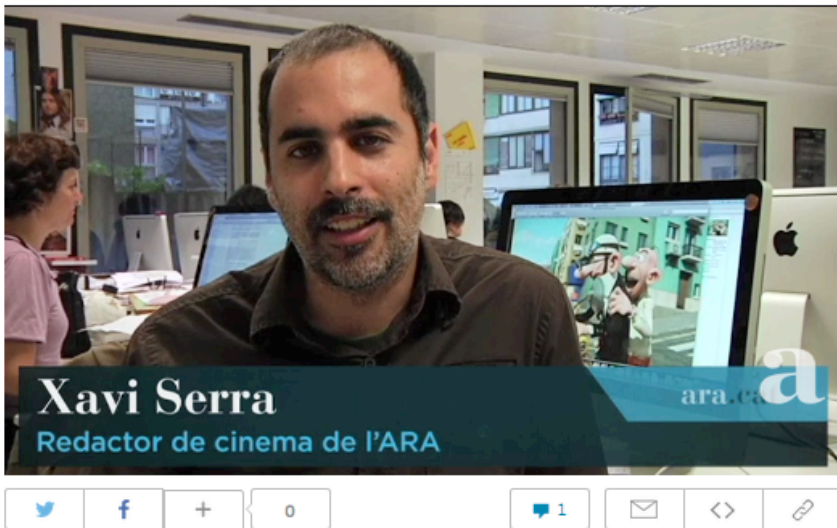 Xavi Serra
ara.cat
a
Redactor de cinema de l'ARA
0
1